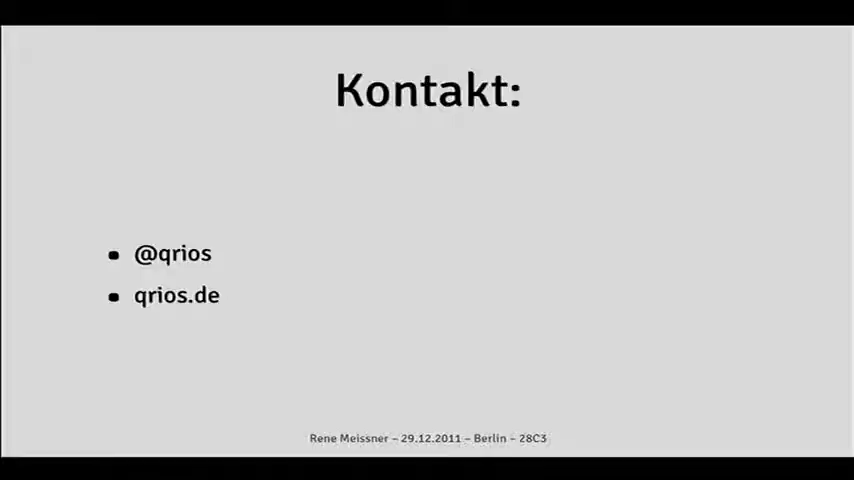 Kontakt:
@qrios
qrios.de
Rene Meissner – 29.12.2011 – Berlin – 28C3